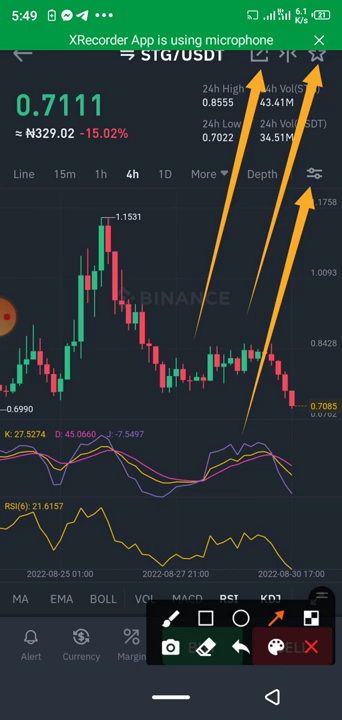 5:49
6.1
K/s
21
XRecorder App is using microphone
STG/USDT
0.7111
≈ ₦329.02 -15.02%
24h High
0.8555
24h Vol(ST
43.41M
24h Low
0.7022
DT)
34.51M
Line 15m 1h 4h 1D More Depth
1.1758
1.1531
1.0093
BINANCE
0.8428
0.7085
0.6990
K: 27.5274 D: 45.0660 J: -7.5497
RSI(6): 21.6157
2022-08-25 01:00 2022-08-27 21:00 2022-08-30 17:00
MA EMA BOLL VOL MACD RSI KDJ
Alert Currency Margin